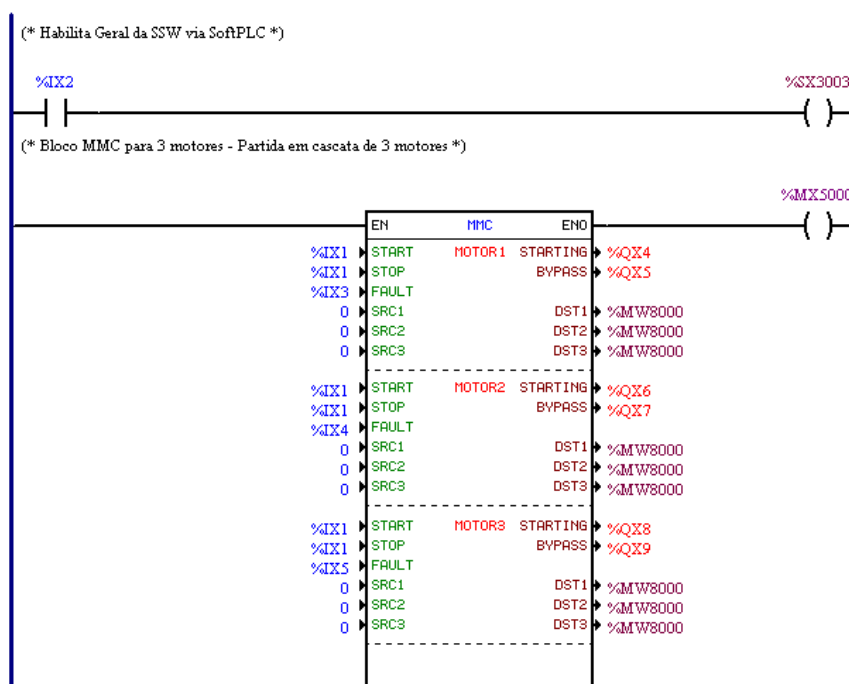 (* Habilita Geral da SSW via SoftPLC *)
%IX2 %SX3003
(* Bloco MMC para 3 motores - Partida em cascata de 3 motores *)
%MX5000
EN MMC ENO
%IX1 START MOTOR1 STARTING %QX4
%IX1 STOP BYPASS %QX5
%IX3 FAULT
0 SRC1 DST1 %MW8000
0 SRC2 DST2 %MW8000
0 SRC3 DST3 %MW8000
%IX1 START MOTOR2 STARTING %QX6
%IX1 STOP BYPASS %QX7
%IX4 FAULT
0 SRC1 DST1 %MW8000
0 SRC2 DST2 %MW8000
0 SRC3 DST3 %MW8000
%IX1 START MOTOR3 STARTING %QX8
%IX1 STOP BYPASS %QX9
%IX5 FAULT
0 SRC1 DST1 %MW8000
0 SRC2 DST2 %MW8000
0 SRC3 DST3 %MW8000